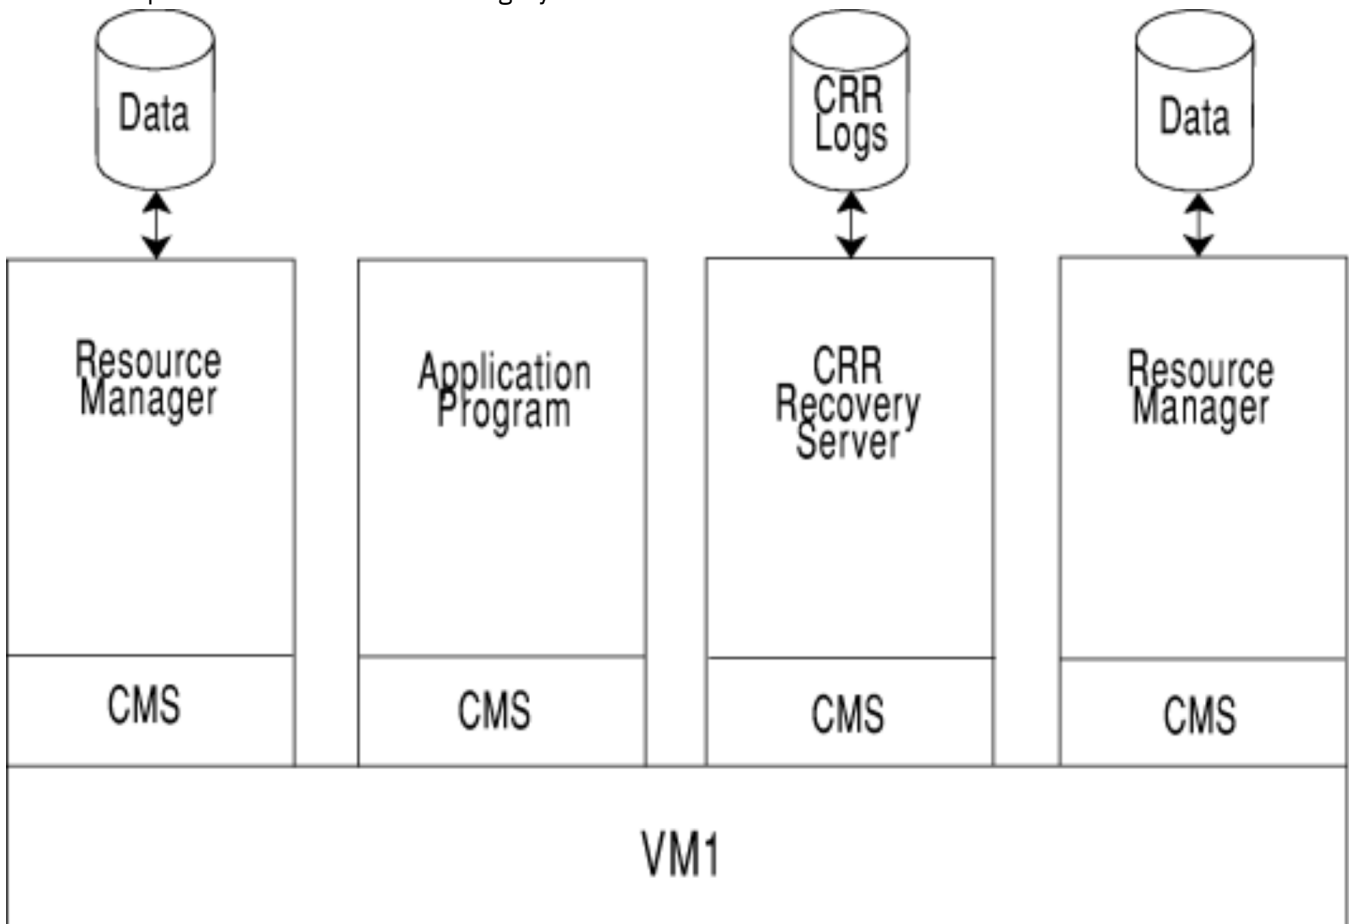 Data
CRR
Logs
Data
Resource
Manager
Application
Program
CRR
Recovery
Server
Resource
Manager
CMS
CMS
CMS
CMS
VM1